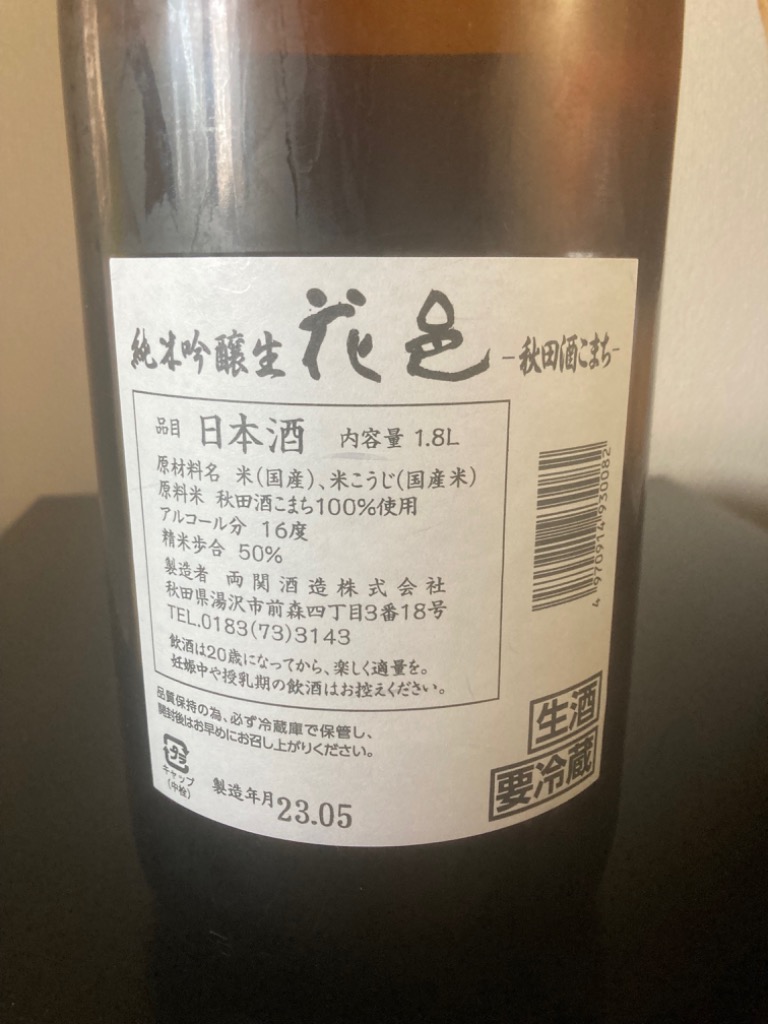 純米吟醸生 花邑 -秋田酒こまち-
品目 日本酒 内容量 1.8L
原材料名 米(国産)、米こうじ(国産米)
原料米 秋田酒こまち100%使用
アルコール分 16度
精米歩合 50%
製造者 両関酒造株式会社
秋田県湯沢市前森四丁目3番18号
TEL.0183(73)3143
飲酒は20歳になってから、楽しく適量を。
妊娠中や授乳期の飲酒はお控えください。
品質保持の為、必ず冷蔵庫で保管し、
開封後はお早めにお召し上がりください。
プラ
キャップ
(中栓)
製造年月 23.05
4 970914 930082
生酒
要冷蔵